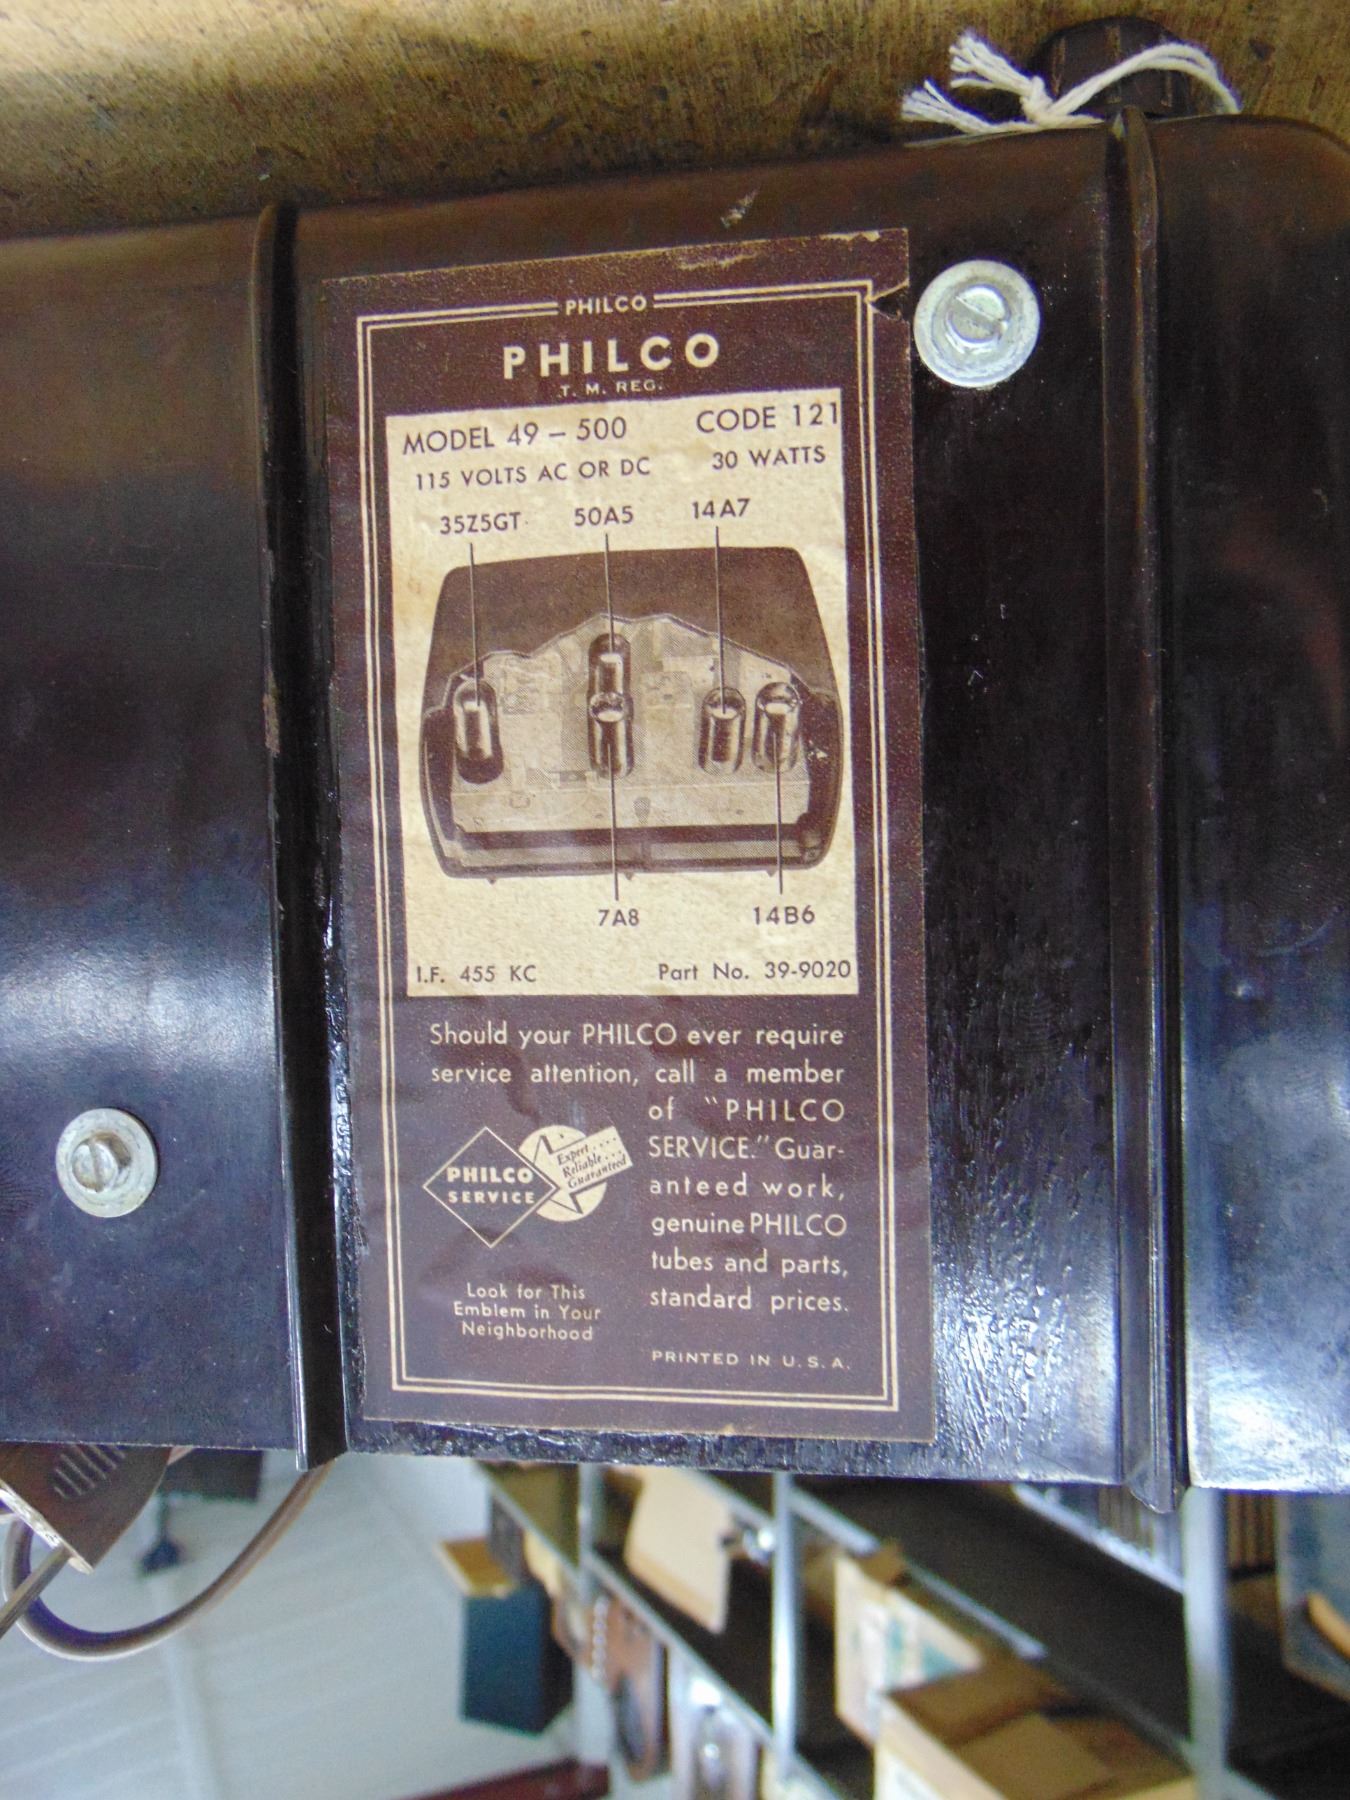 PHILCO
PHILCO
T. M. REG.
MODEL 49 – 500 CODE 121
115 VOLTS AC OR DC 30 WATTS
35Z5GT 50A5 14A7
7A8 14B6
I.F. 455 KC Part No. 39-9020
Should your PHILCO ever require
service attention, call a member
of "PHILCO
SERVICE." Guar-
anteed work,
genuine PHILCO
tubes and parts,
standard prices.
PHILCO
SERVICE
Expert....
Reliable...
Guaranteed
Look for This
Emblem in Your
Neighborhood
PRINTED IN U.S.A.